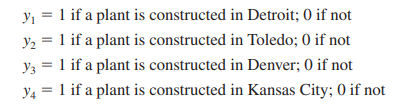 y₁ = 1 if a plant is constructed in Detroit; 0 if not
y₂ = 1 if a plant is constructed in Toledo; 0 if not
y₃ = 1 if a plant is constructed in Denver; 0 if not
y₄ = 1 if a plant is constructed in Kansas City; 0 if not